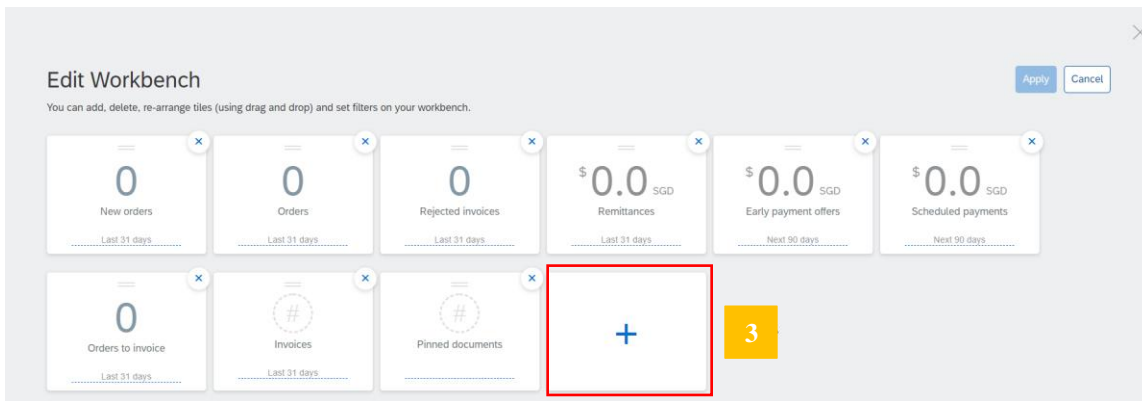 Edit Workbench
Apply
Cancel
You can add, delete, re-arrange tiles (using drag and drop) and set filters on your workbench.
0
New orders
Last 31 days
0
Orders
Last 31 days
0
Rejected invoices
Last 31 days
$ 0.0 SGD
Remittances
Last 31 days
$ 0.0 SGD
Early payment offers
Next 90 days
$ 0.0 SGD
Scheduled payments
Next 90 days
0
Orders to invoice
Last 31 days
#
Invoices
Last 31 days
#
Pinned documents
+
3